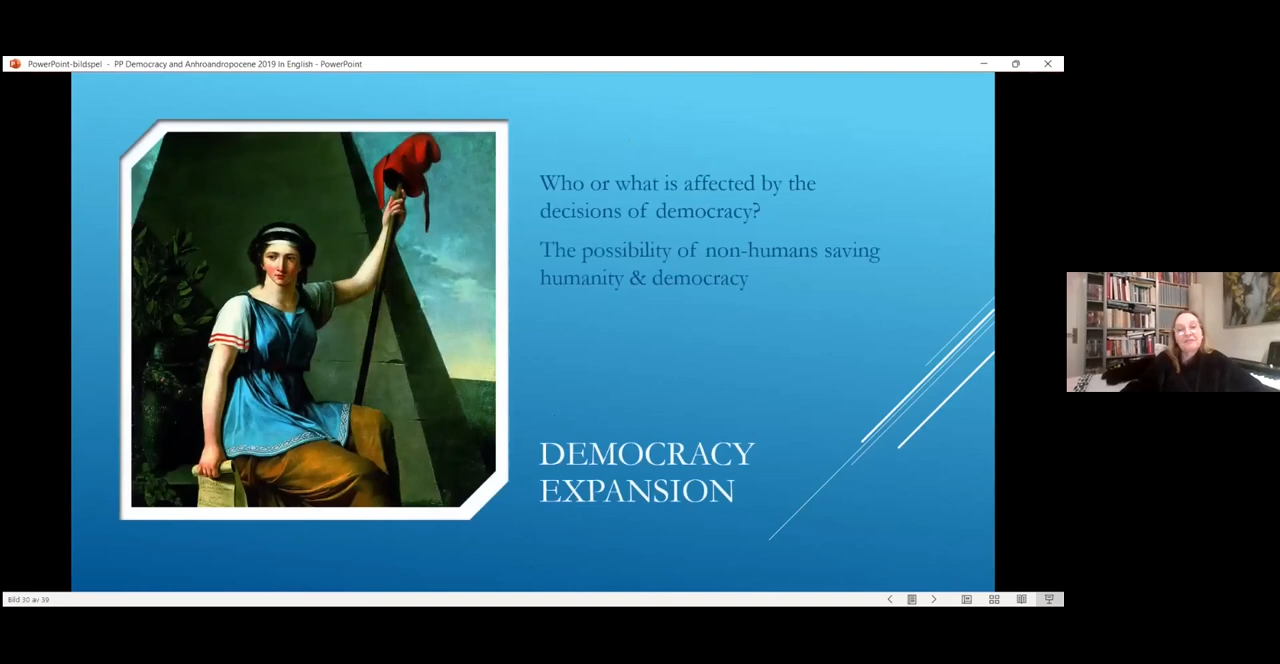 PowerPoint-bildspel - PP Democracy and Anhroandropocene 2019 In English - PowerPoint
Who or what is affected by the
decisions of democracy?
The possibility of non-humans saving
humanity & democracy
DEMOCRACY
EXPANSION
Bild 30 av 39